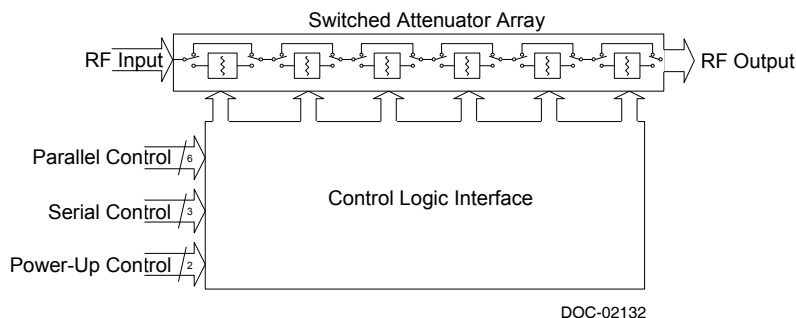 Switched Attenuator Array
RF Input
RF Output
Parallel Control
6
Control Logic Interface
Serial Control
3
Power-Up Control
2
DOC-02132